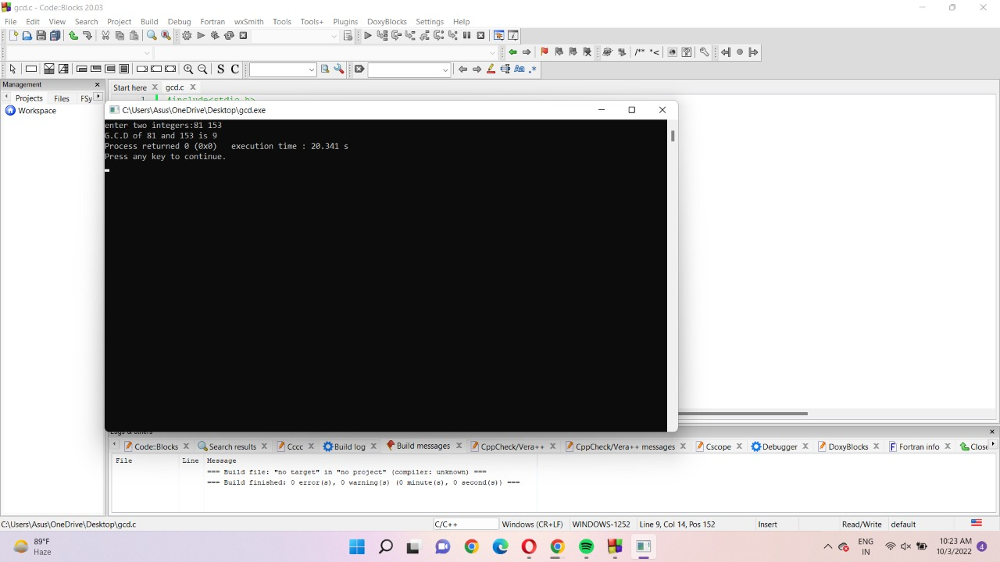 gcd.c - Code::Blocks 20.03
File Edit View Search Project Build Debug Fortran wxSmith Tools Tools+ Plugins DoxyBlocks Settings Help
/** *<
S C
Aa .*
Management
Projects Files FSy
Workspace
Start here gcd.c
1 #include<stdio.h>
C:\Users\Asus\OneDrive\Desktop\gcd.exe
enter two integers:81 153
G.C.D of 81 and 153 is 9
Process returned 0 (0x0) execution time : 20.341 s
Press any key to continue.
Logs & others
Code::Blocks Search results Cccc Build log Build messages CppCheck/Vera++ CppCheck/Vera++ messages Cscope Debugger DoxyBlocks Fortran info Close
File Line Message
=== Build file: "no target" in "no project" (compiler: unknown) ===
=== Build finished: 0 error(s), 0 warning(s) (0 minute(s), 0 second(s)) ===
C:\Users\Asus\OneDrive\Desktop\gcd.c C/C++ Windows (CR+LF) WINDOWS-1252 Line 9, Col 14, Pos 152 Insert Read/Write default
89°F
Haze
ENG
IN
10:23 AM
10/3/2022
4